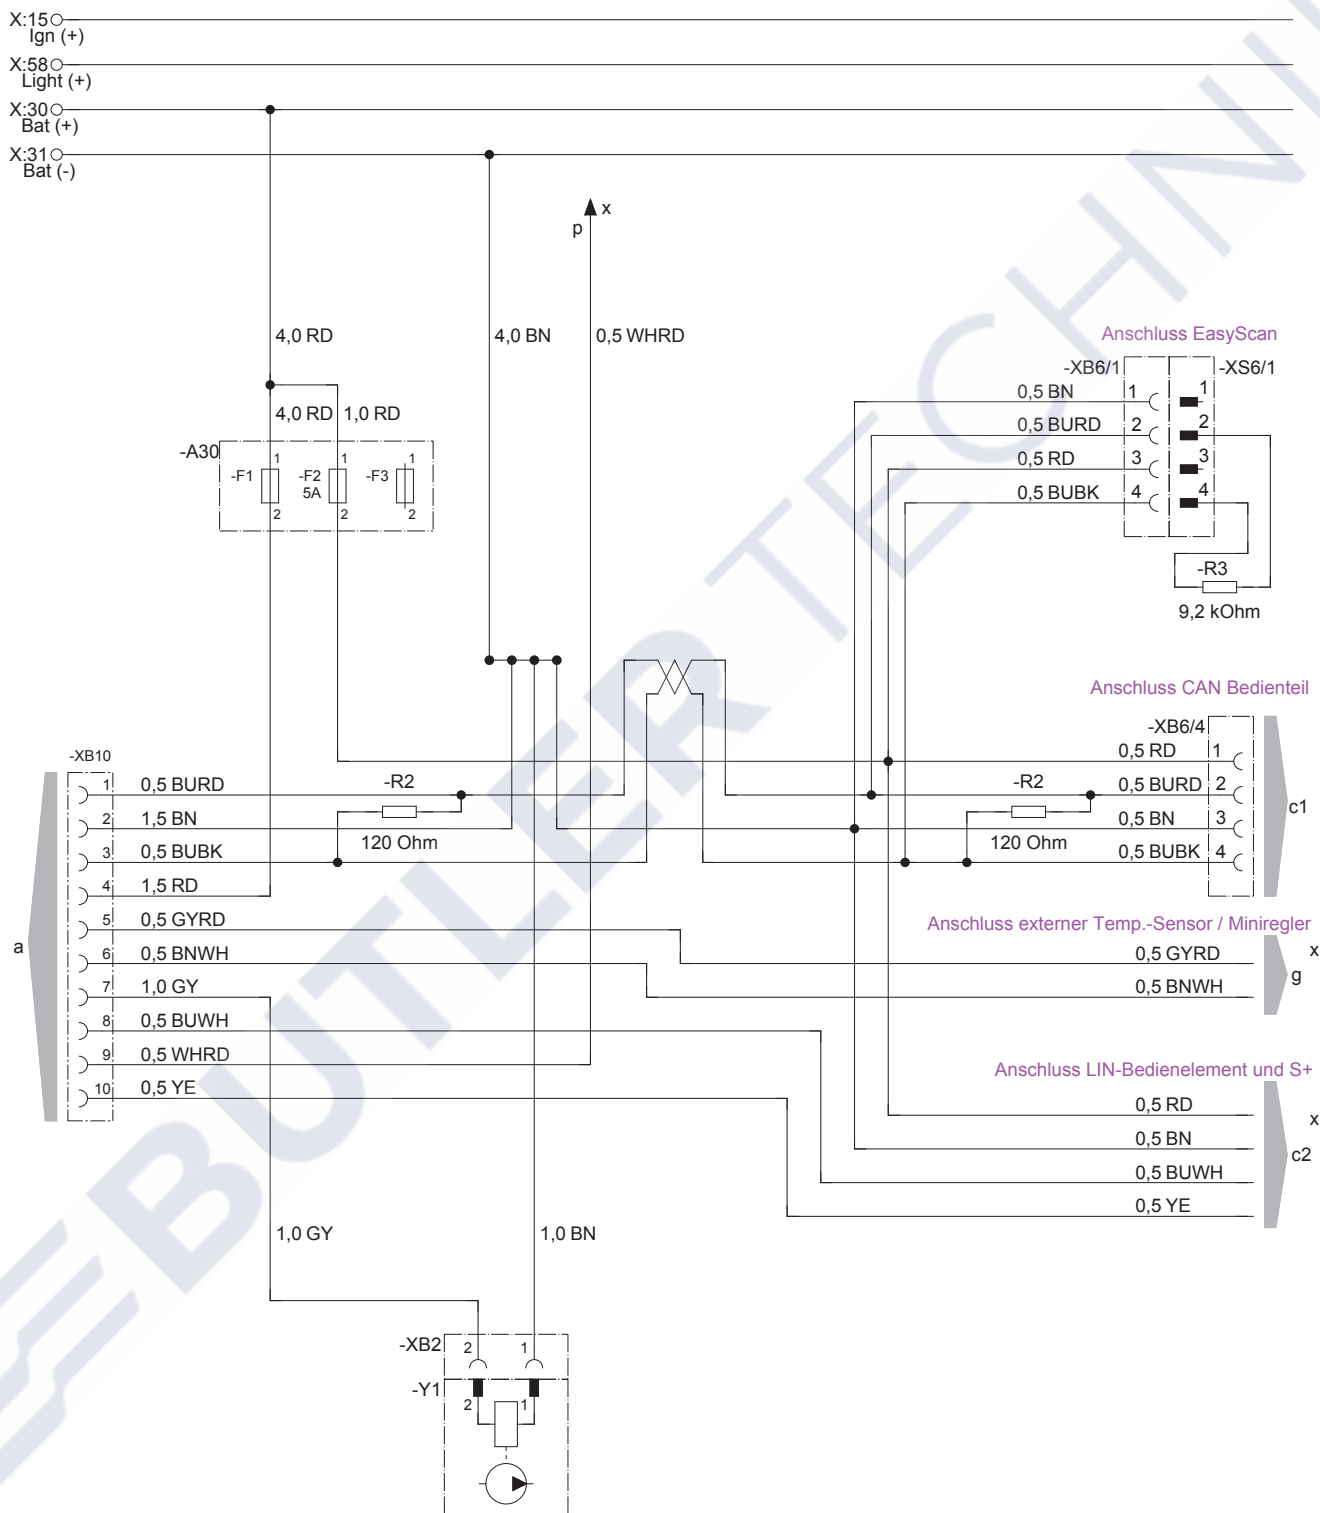 X:15
Ign (+)
X:58
Light (+)
X:30
Bat (+)
X:31
Bat (-)
x
p
4,0 RD
4,0 BN
0,5 WHRD
4,0 RD
1,0 RD
-A30
-F1
1
2
-F2
5A
1
2
-F3
1
2
Anschluss EasyScan
-XB6/1
-XS6/1
0,5 BN
1
1
0,5 BURD
2
2
0,5 RD
3
3
0,5 BUBK
4
4
-R3
9,2 kOhm
Anschluss CAN Bedienteil
-XB6/4
0,5 RD
1
0,5 BURD
2
0,5 BN
3
0,5 BUBK
4
c1
-R2
120 Ohm
-R2
120 Ohm
-XB10
a
1
0,5 BURD
2
1,5 BN
3
0,5 BUBK
4
1,5 RD
5
0,5 GYRD
6
0,5 BNWH
7
1,0 GY
8
0,5 BUWH
9
0,5 WHRD
10
0,5 YE
Anschluss externer Temp.-Sensor / Miniregler
0,5 GYRD
0,5 BNWH
x
g
Anschluss LIN-Bedienelement und S+
0,5 RD
0,5 BN
0,5 BUWH
0,5 YE
x
c2
1,0 GY
1,0 BN
-XB2
2
1
-Y1
2
1
BUTLER TECHNI